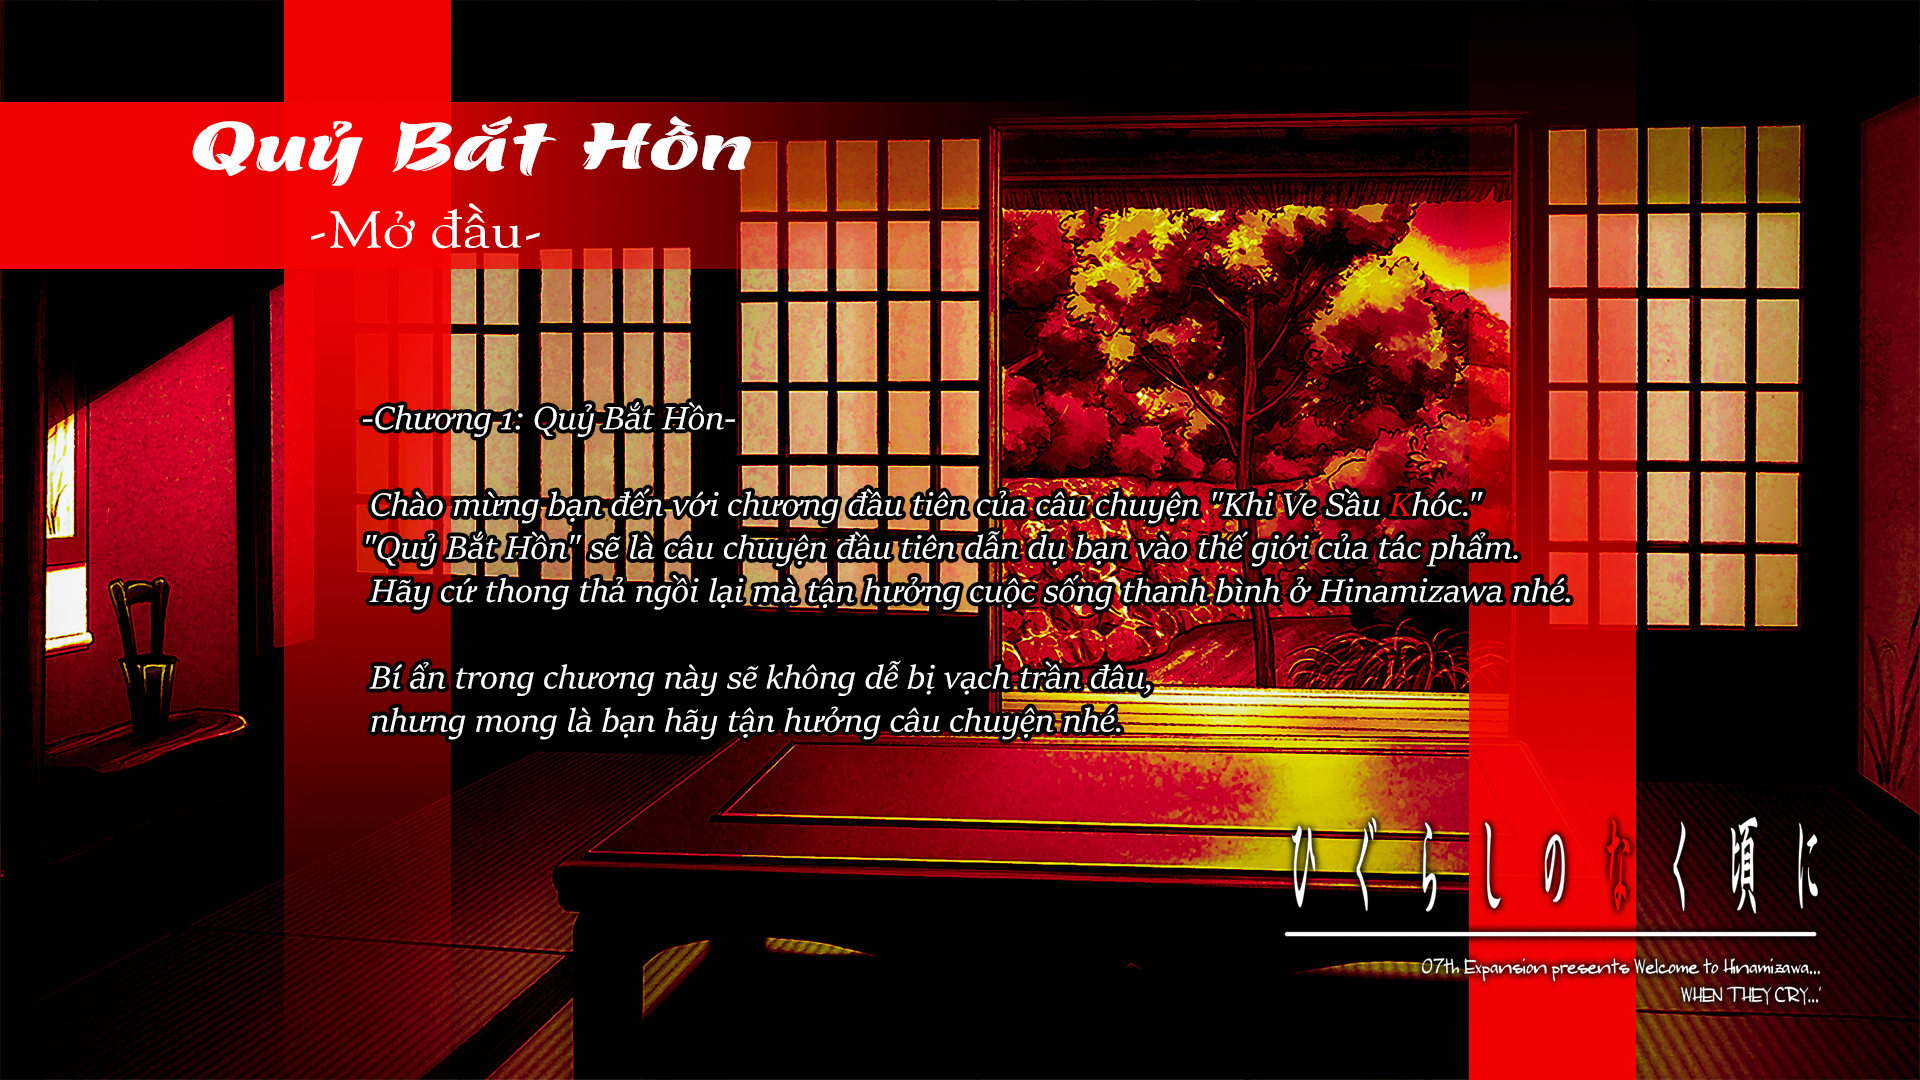 Quỷ Bắt Hồn
-Mở đầu-
-Chương 1: Quỷ Bắt Hồn-
Chào mừng bạn đến với chương đầu tiên của câu chuyện "Khi Ve Sầu Khóc."
"Quỷ Bắt Hồn" sẽ là câu chuyện đầu tiên dẫn dụ bạn vào thế giới của tác phẩm.
Hãy cứ thong thả ngồi lại mà tận hưởng cuộc sống thanh bình ở Hinamizawa nhé.
Bí ẩn trong chương này sẽ không dễ bị vạch trần đâu,
nhưng mong là bạn hãy tận hưởng câu chuyện nhé.
ひぐらしのなく頃に
07th Expansion presents Welcome to Hinamizawa...
WHEN THEY CRY...'